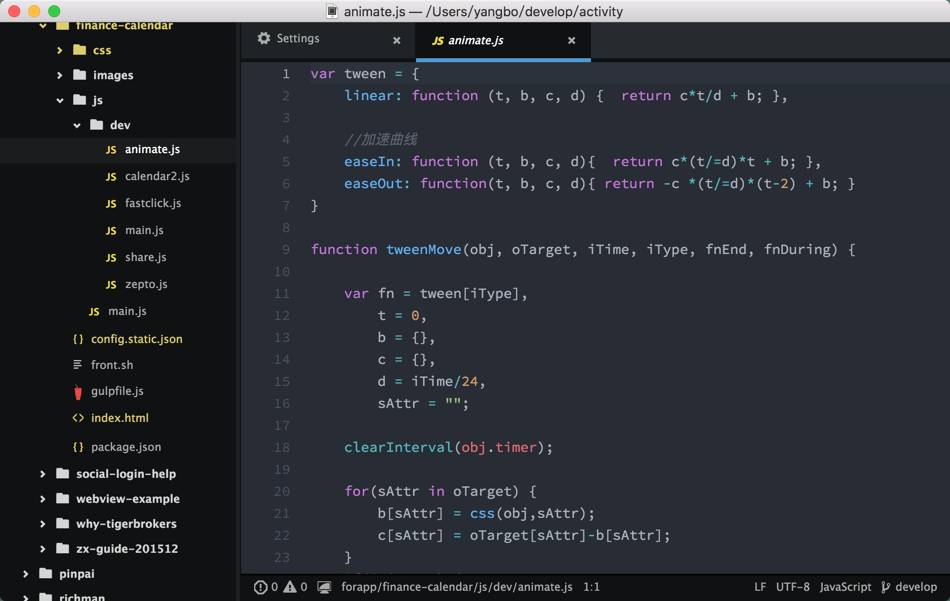 animate.js — /Users/yangbo/develop/activity
finance-calendar
css
images
js
dev
animate.js
calendar2.js
fastclick.js
main.js
share.js
zepto.js
main.js
config.static.json
front.sh
gulpfile.js
index.html
package.json
social-login-help
webview-example
why-tigerbrokers
zx-guide-201512
pinpai
richman
Settings
JS animate.js
1 var tween = {
2 linear: function (t, b, c, d) {  return c*t/d + b; },
3
4 //加速曲线
5 easeIn: function (t, b, c, d){  return c*(t/=d)*t + b; },
6 easeOut: function(t, b, c, d){ return -c *(t/=d)*(t-2) + b; }
7 }
8
9 function tweenMove(obj, oTarget, iTime, iType, fnEnd, fnDuring) {
10
11 var fn = tween[iType],
12 t = 0,
13 b = {},
14 c = {},
15 d = iTime/24,
16 sAttr = "";
17
18 clearInterval(obj.timer);
19
20 for(sAttr in oTarget) {
21 b[sAttr] = css(obj,sAttr);
22 c[sAttr] = oTarget[sAttr]-b[sAttr];
23 }
0 0 forapp/finance-calendar/js/dev/animate.js 1:1 LF UTF-8 JavaScript develop